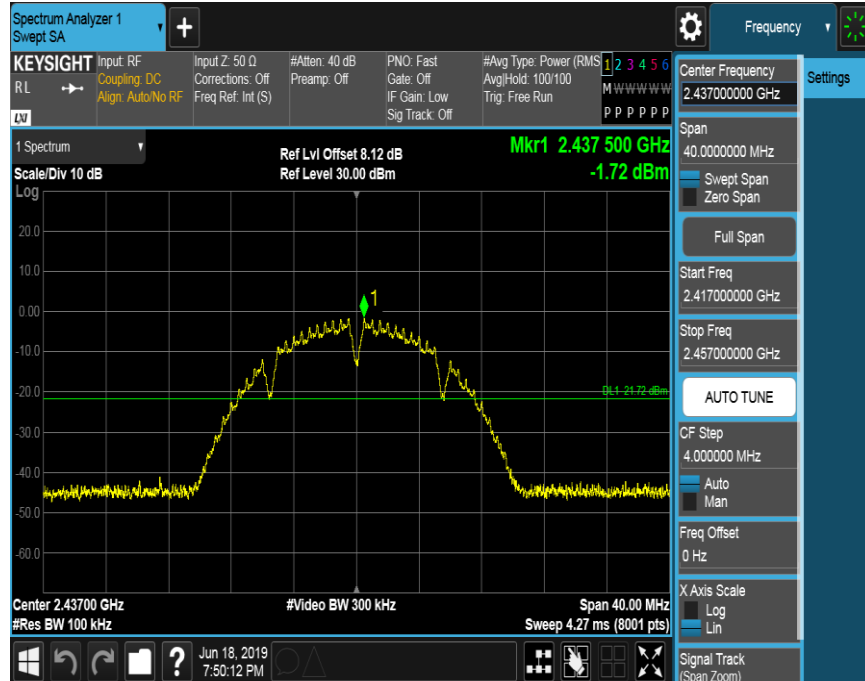 Spectrum Analyzer 1
Swept SA
Frequency
KEYSIGHT
RL
LXI
Input: RF
Coupling: DC
Align: Auto/No RF
Input Z: 50 Ω
Corrections: Off
Freq Ref: Int (S)
#Atten: 40 dB
Preamp: Off
PNO: Fast
Gate: Off
IF Gain: Low
Sig Track: Off
#Avg Type: Power (RMS
Avg|Hold: 100/100
Trig: Free Run
1 2 3 4 5 6
M W W W W W
P P P P P P
1 Spectrum
Scale/Div 10 dB
Ref Lvl Offset 8.12 dB
Ref Level 30.00 dBm
Mkr1 2.437 500 GHz
-1.72 dBm
Log
20.0
10.0
0.00
-10.0
-20.0
-30.0
-40.0
-50.0
-60.0
1
DL1 -21.72 dBm
Center 2.43700 GHz
#Res BW 100 kHz
#Video BW 300 kHz
Span 40.00 MHz
Sweep 4.27 ms (8001 pts)
?
Jun 18, 2019
7:50:12 PM
Center Frequency
2.437000000 GHz
Span
40.0000000 MHz
Swept Span
Zero Span
Full Span
Start Freq
2.417000000 GHz
Stop Freq
2.457000000 GHz
AUTO TUNE
CF Step
4.000000 MHz
Auto
Man
Freq Offset
0 Hz
X Axis Scale
Log
Lin
Signal Track
(Span Zoom)
Settings